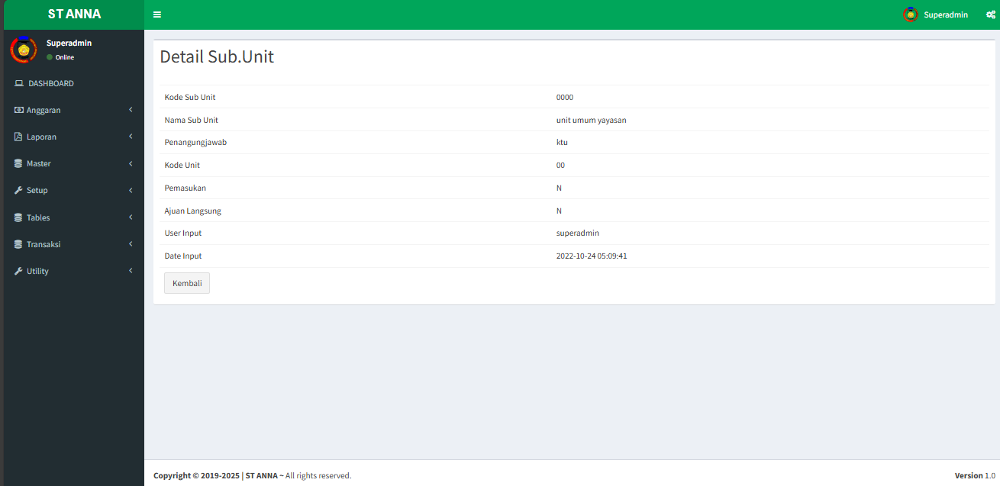 ST ANNA
Superadmin
Superadmin
Online
DASHBOARD
Anggaran
Laporan
Master
Setup
Tables
Transaksi
Utility
Detail Sub.Unit
Kode Sub Unit 0000
Nama Sub Unit unit umum yayasan
Penangungjawab ktu
Kode Unit 00
Pemasukan N
Ajuan Langsung N
User Input superadmin
Date Input 2022-10-24 05:09:41
Kembali
Copyright © 2019-2025 | ST ANNA ~ All rights reserved. Version 1.0